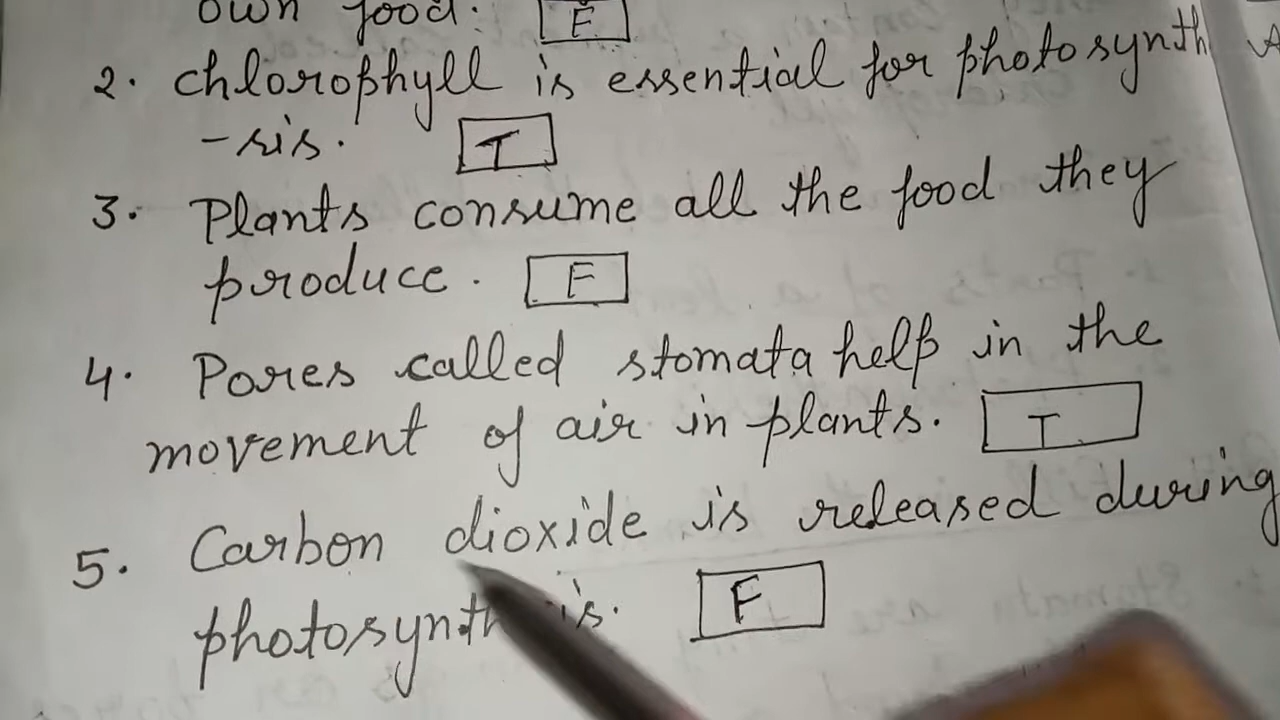 own food. F
2. Chlorophyll is essential for photosynth
-sis. T
3. Plants consume all the food they
produce. F
4. Pores called stomata help in the
movement of air in plants. T
5. Carbon dioxide is released during
F